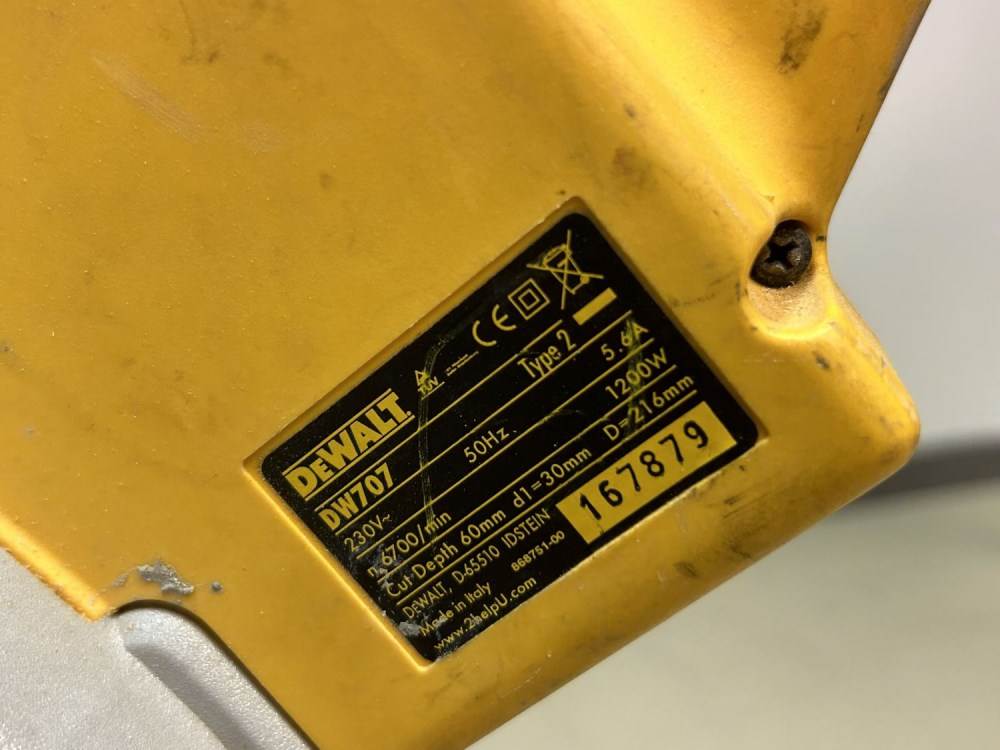 DEWALT
TÜV
CE
DW707
Type 2
230V~
50Hz
5.6A
n₀ 6700/min
1200W
Cut Depth 60mm d1=30mm D=216mm
DeWALT, D-65510 IDSTEIN
Made in Italy
868751-00
www.2helpU.com
167879